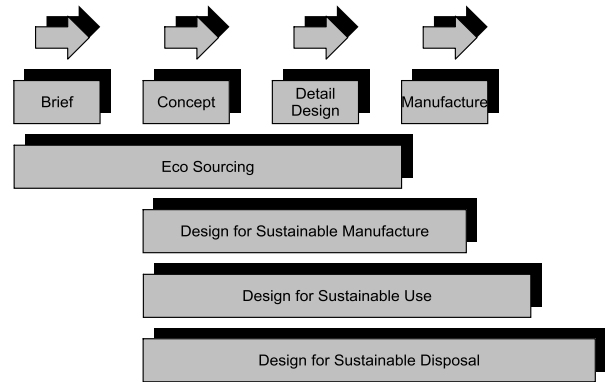 Brief
Concept
Detail
Design
Manufacture
Eco Sourcing
Design for Sustainable Manufacture
Design for Sustainable Use
Design for Sustainable Disposal